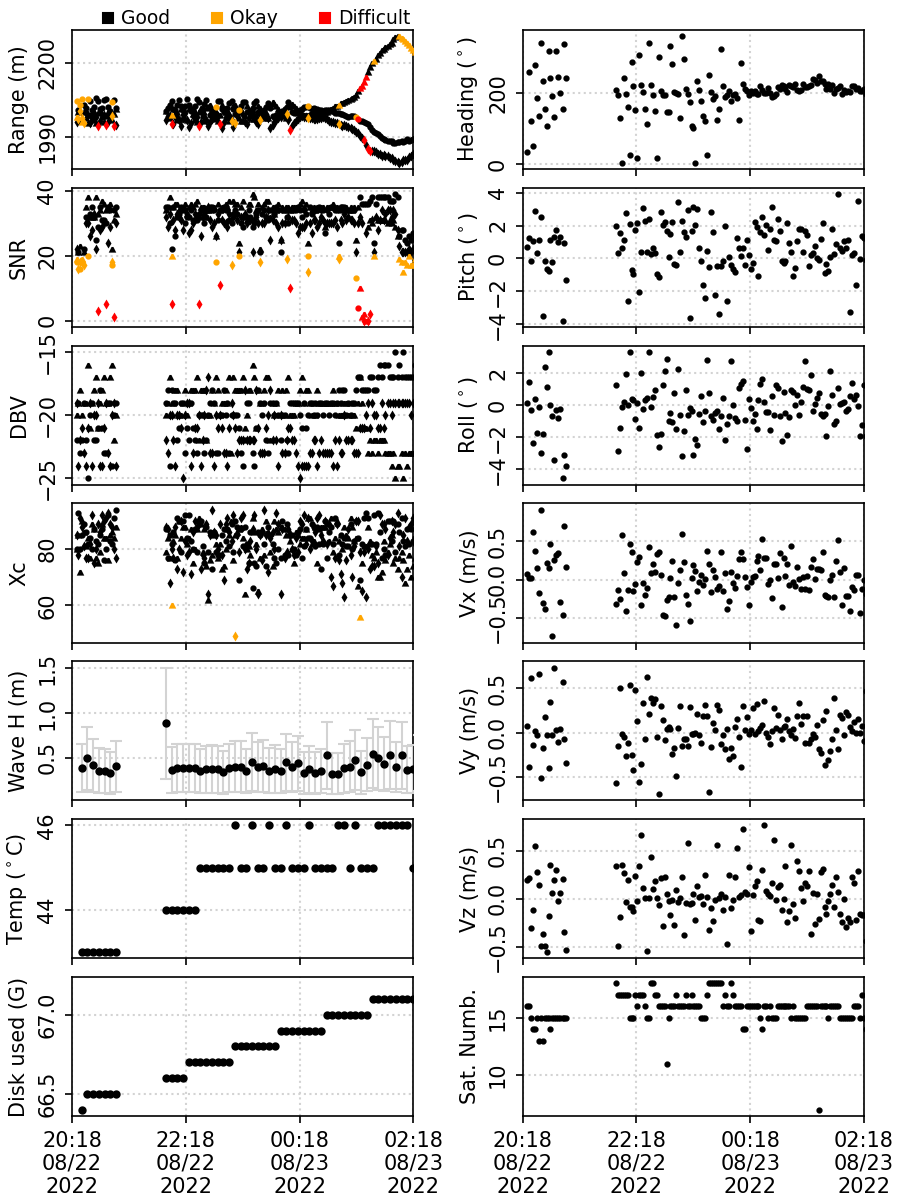 Good Okay Difficult
Range (m)
2200
1990
Heading (°)
200
0
SNR
40
20
0
Pitch (°)
4
2
0
−2
−4
DBV
−15
−20
−25
Roll (°)
2
0
−2
−4
Xc
80
60
Vx (m/s)
0.5
0.0
−0.5
Wave H (m)
1.5
1.0
0.5
Vy (m/s)
0.5
0.0
−0.5
Temp (°C)
46
44
Vz (m/s)
0.5
0.0
−0.5
Disk used (G)
67.0
66.5
Sat. Numb.
15
10
20:18 22:18 00:18 02:18 20:18 22:18 00:18 02:18
08/22 08/22 08/23 08/23 08/22 08/22 08/23 08/23
2022 2022 2022 2022 2022 2022 2022 2022